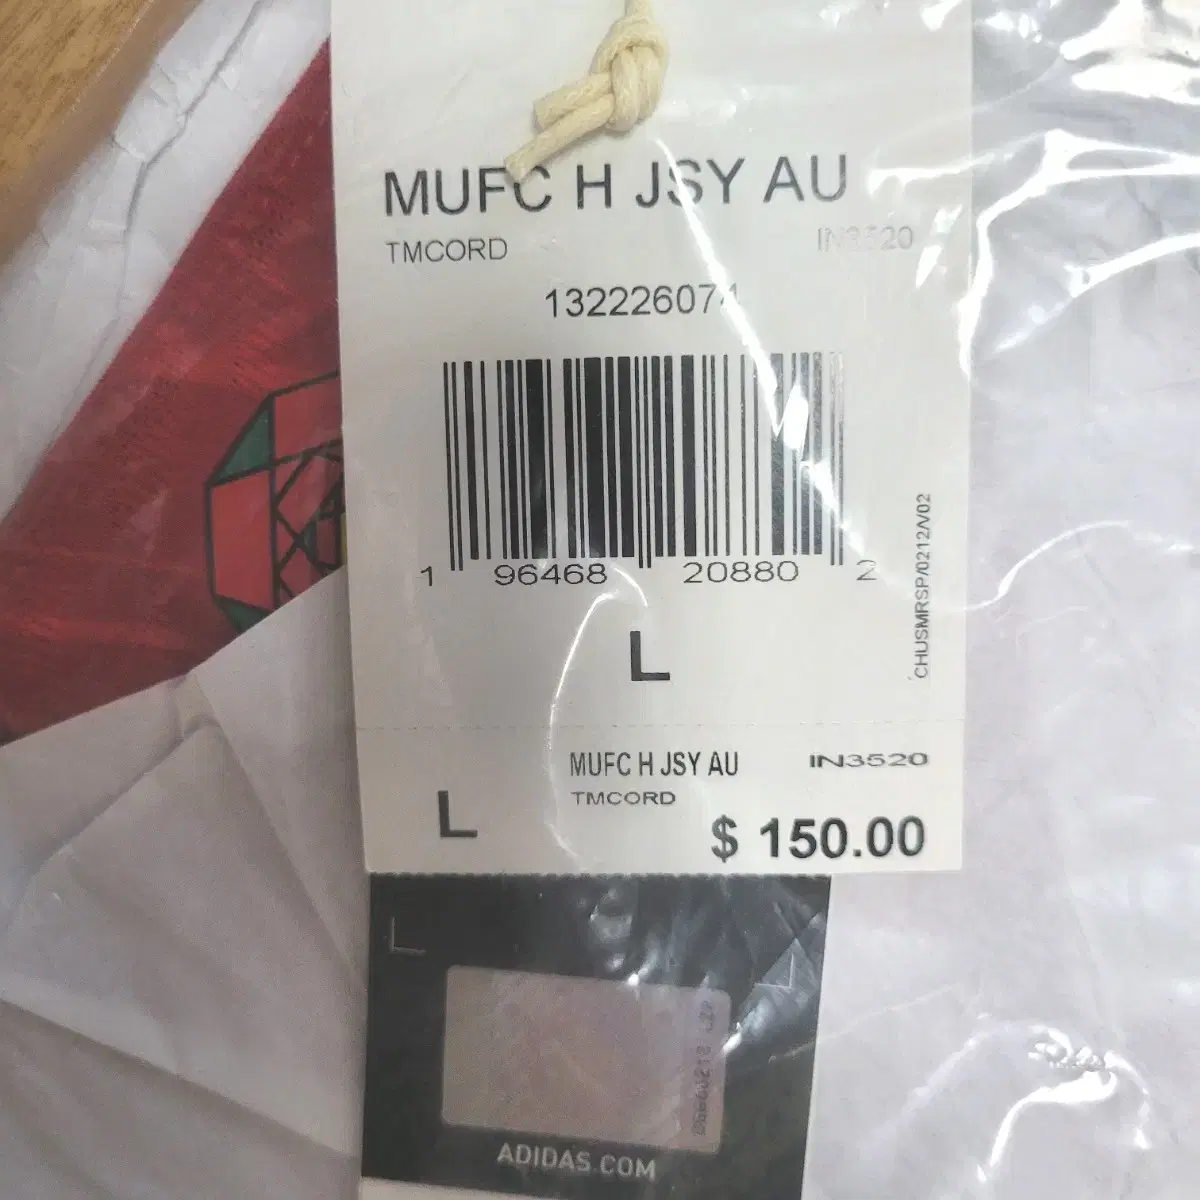 MUFC H JSY AU
TMCORD IN3520
132226074
1 96468 20880 2
CHUSMRSP/0212/V02
L
MUFC H JSY AU IN3520
TMCORD
L $ 150.00
L
ADIDAS.COM